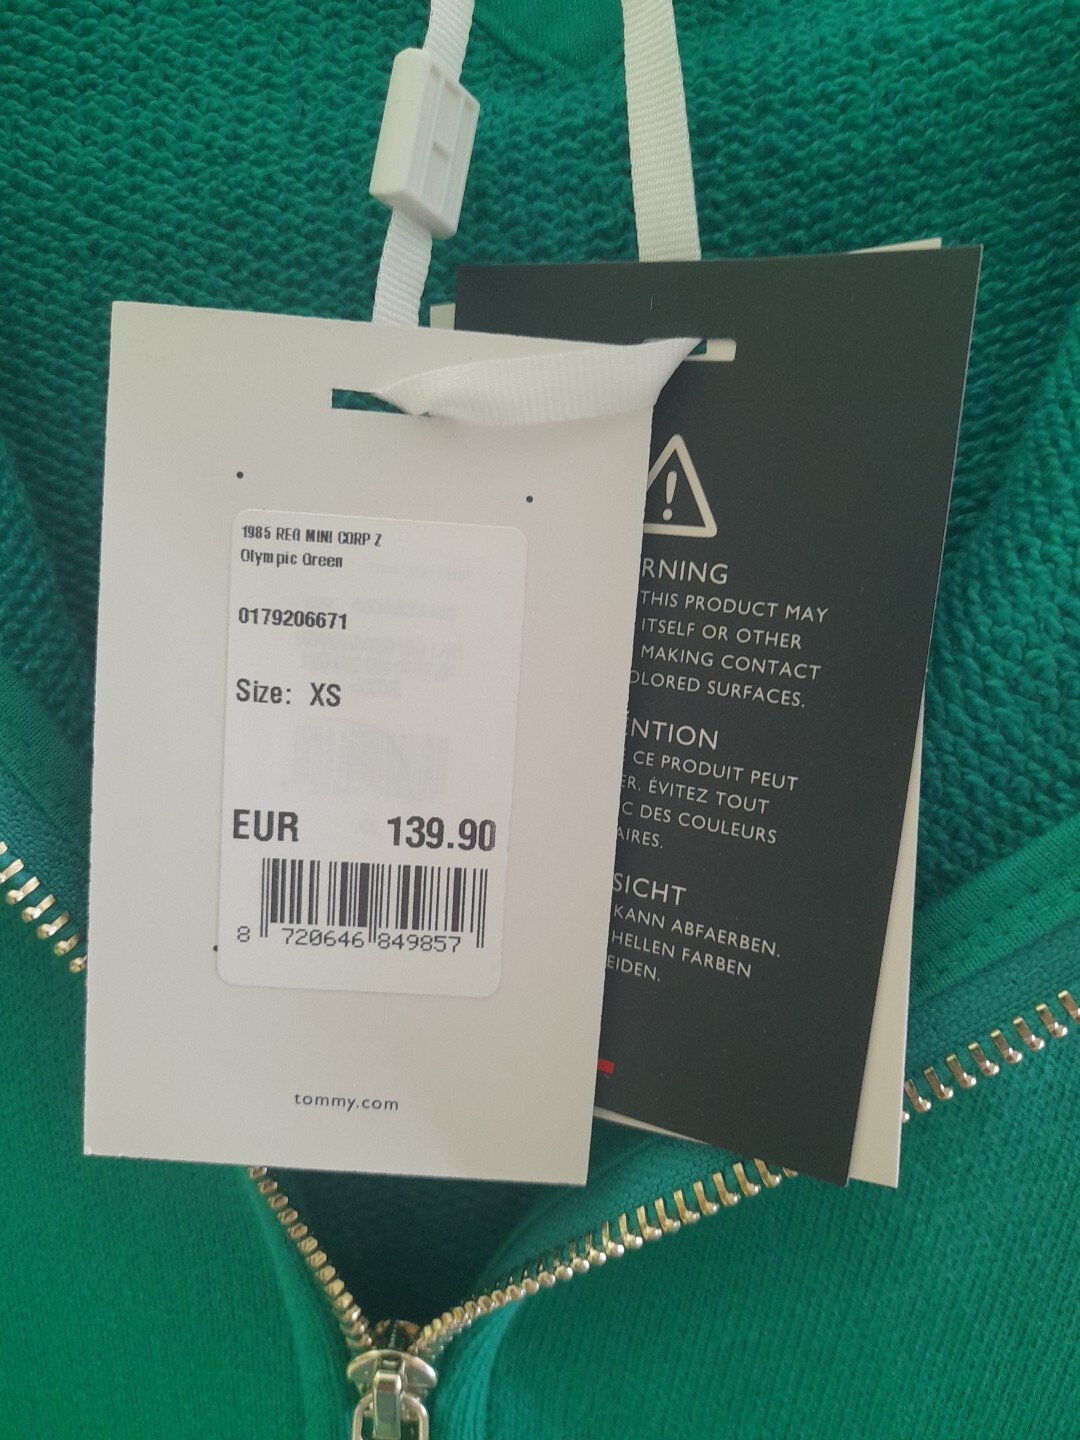 1985 REG MINI CORP Z
Olympic Green
0179206671
Size: XS
EUR 139.90
8 720646 849857
tommy.com
RNING
THIS PRODUCT MAY
ITSELF OR OTHER
MAKING CONTACT
OLORED SURFACES.
ENTION
CE PRODUIT PEUT
ER. ÉVITEZ TOUT
C DES COULEURS
AIRES.
SICHT
KANN ABFAERBEN.
HELLEN FARBEN
EIDEN.